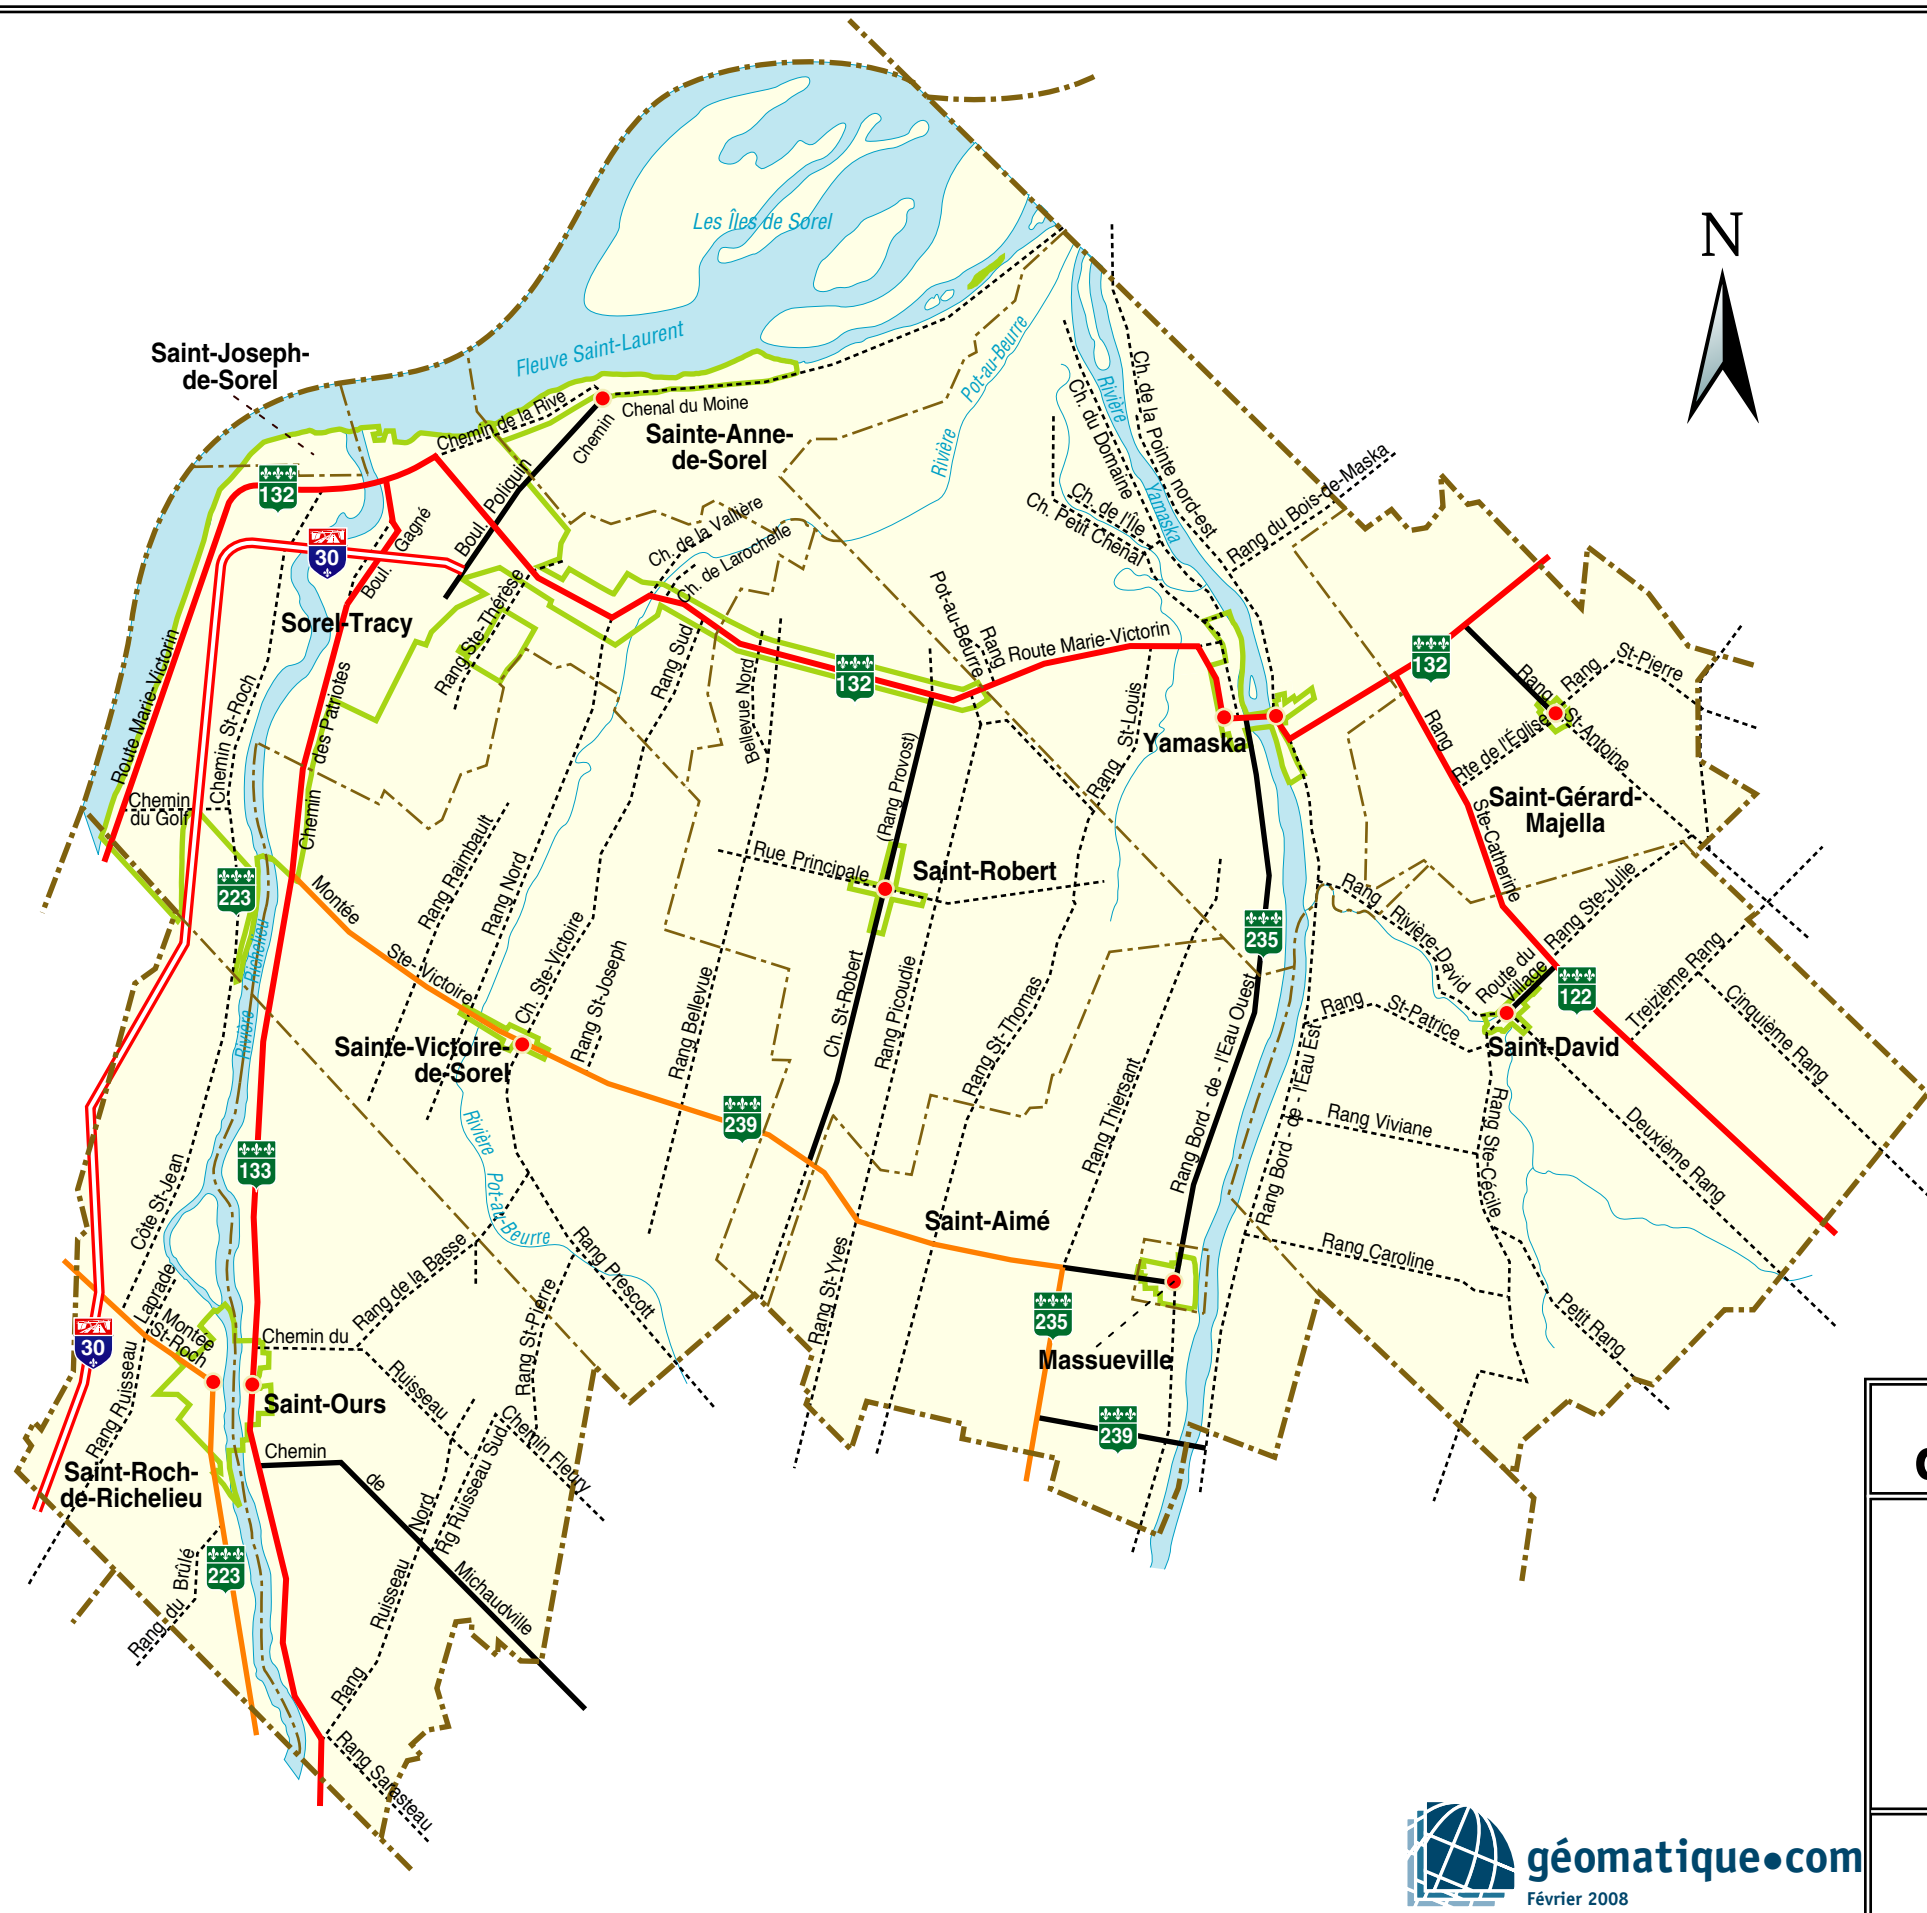 N
Les Îles de Sorel
Fleuve Saint-Laurent
Saint-Joseph-
de-Sorel
Chemin de la Rive
Chenal du Moine
Chemin
Sainte-Anne-
de-Sorel
Rivière
Pot-au-Beurre
Rivière
Yamaska
Ch. de la Pointe nord-est
Ch. du Domaine
Ch. de l'Île
Ch. Petit Chenal
Rang du Bois-de-Maska
132
30
Boul. Gagné
Boul. Poliquin
Ch. de la Vallière
Ch. de Larochelle
Sorel-Tracy
Rang Ste-Thérèse
Rang Sud
Bellevue Nord
132
Pot-au-Beurre
Rang
Route Marie-Victorin
132
Rang
St-Pierre
Rang
St-Antoine
Rte de l'Église
Route Marie-Victorin
Chemin St-Roch
Chemin
des Patriotes
Chemin
du Golf
Rang
St-Louis
Yamaska
Rang
Ste-Catherine
Saint-Gérard-
Majella
(Rang Provost)
Rue Principale
Saint-Robert
223
Montée
Ste-Victoire
Rang Raimbault
Rang Nord
Ch. Ste-Victoire
Rang St-Joseph
Rang Bellevue
Ch. St-Robert
Rang Picoudie
Rang St-Thomas
235
Rang
Rivière-David
Route du
Village
Rang Ste-Julie
122
Treizième Rang
Cinquième Rang
Rivière
Richelieu
Sainte-Victoire-
de-Sorel
Rang
St-Patrice
Saint-David
Rang Bord - de - l'Eau Ouest
Rang Bord - de - l'Eau Est
Rang Thiersant
Rang Viviane
Rang Ste-Cécile
Deuxième Rang
133
239
Rivière
Pot-au-Beurre
Côte St-Jean
Saint-Aimé
Rang Caroline
Petit Rang
Rang de la Basse
Rang Prescott
Rang St-Pierre
Rang St-Yves
30
Laprade
Montée
St-Roch
Chemin du
Ruisseau
235
Massueville
239
Rang Ruisseau
Saint-Ours
Chemin
de
Michaudville
Chemin Fleury
Rg Ruisseau Sud
Saint-Roch-
de-Richelieu
Rang
Ruisseau
Nord
223
Rang du Brûlé
Rang Sarasteau
géomatique•com
Février 2008